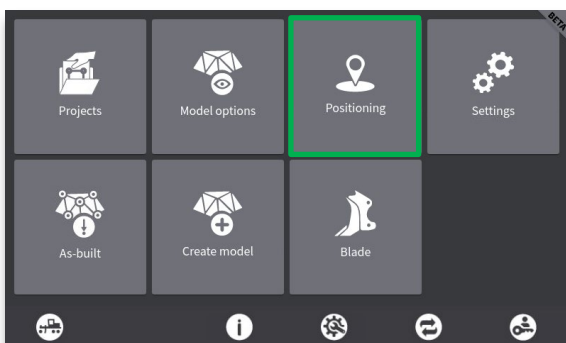 BETA
Projects
Model options
Positioning
Settings
As-built
Create model
Blade